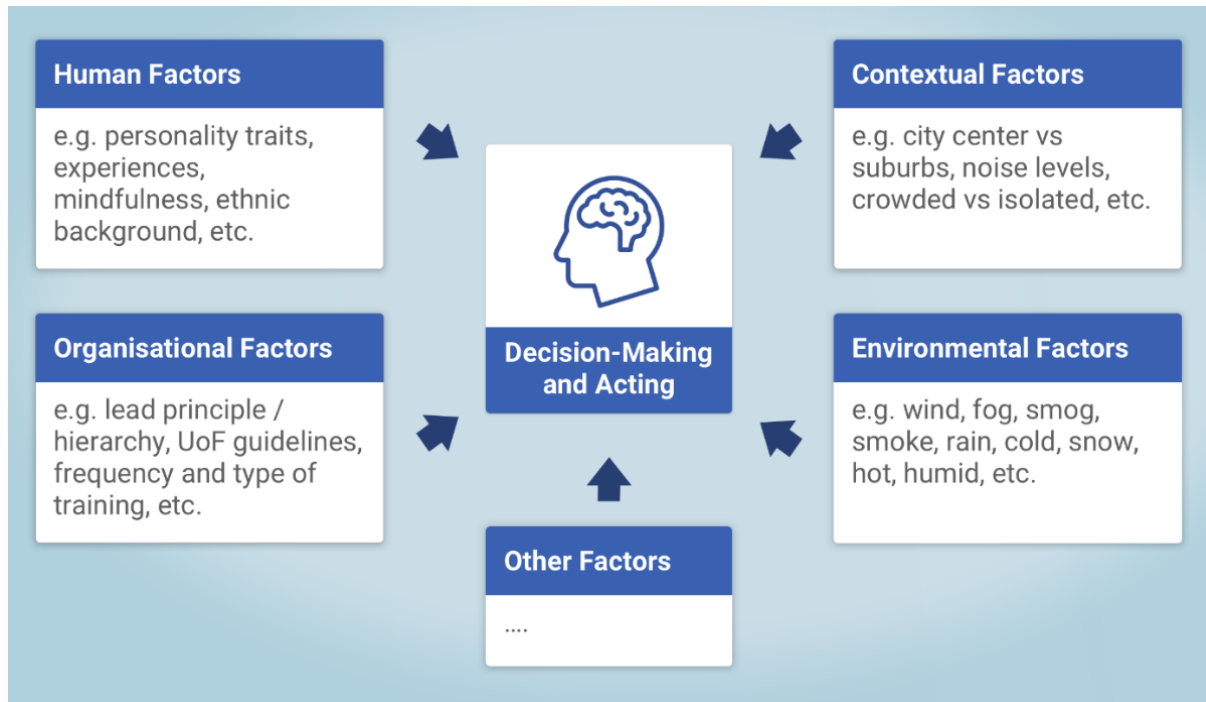 Human Factors
e.g. personality traits,
experiences,
mindfulness, ethnic
background, etc.
Contextual Factors
e.g. city center vs
suburbs, noise levels,
crowded vs isolated, etc.
Decision-Making
and Acting
Organisational Factors
e.g. lead principle /
hierarchy, UoF guidelines,
frequency and type of
training, etc.
Environmental Factors
e.g. wind, fog, smog,
smoke, rain, cold, snow,
hot, humid, etc.
Other Factors
....